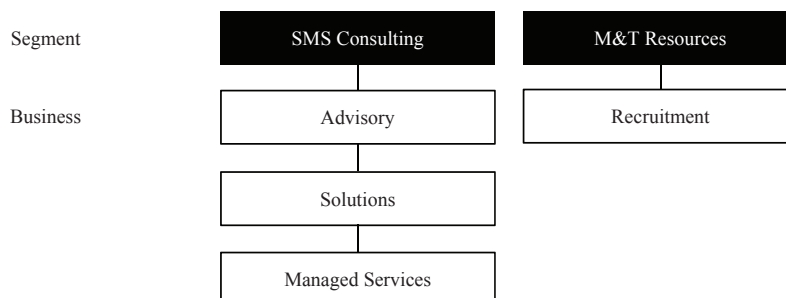 Segment SMS Consulting M&T Resources
Business Advisory Recruitment
Solutions
Managed Services